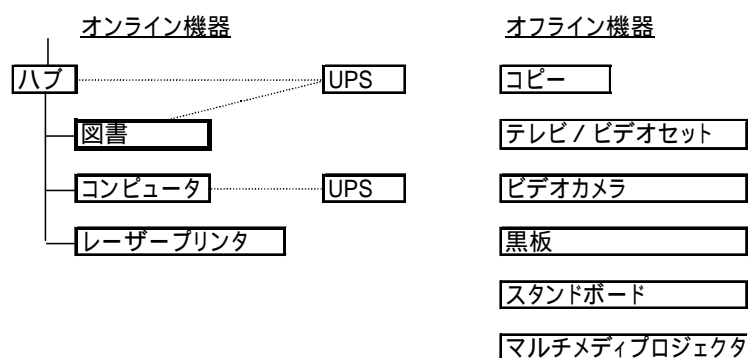 オンライン機器
オフライン機器
ハブ
UPS
コピー
図書
テレビ / ビデオセット
コンピュータ
UPS
ビデオカメラ
レーザープリンタ
黒板
スタンドボード
マルチメディプロジェクタ